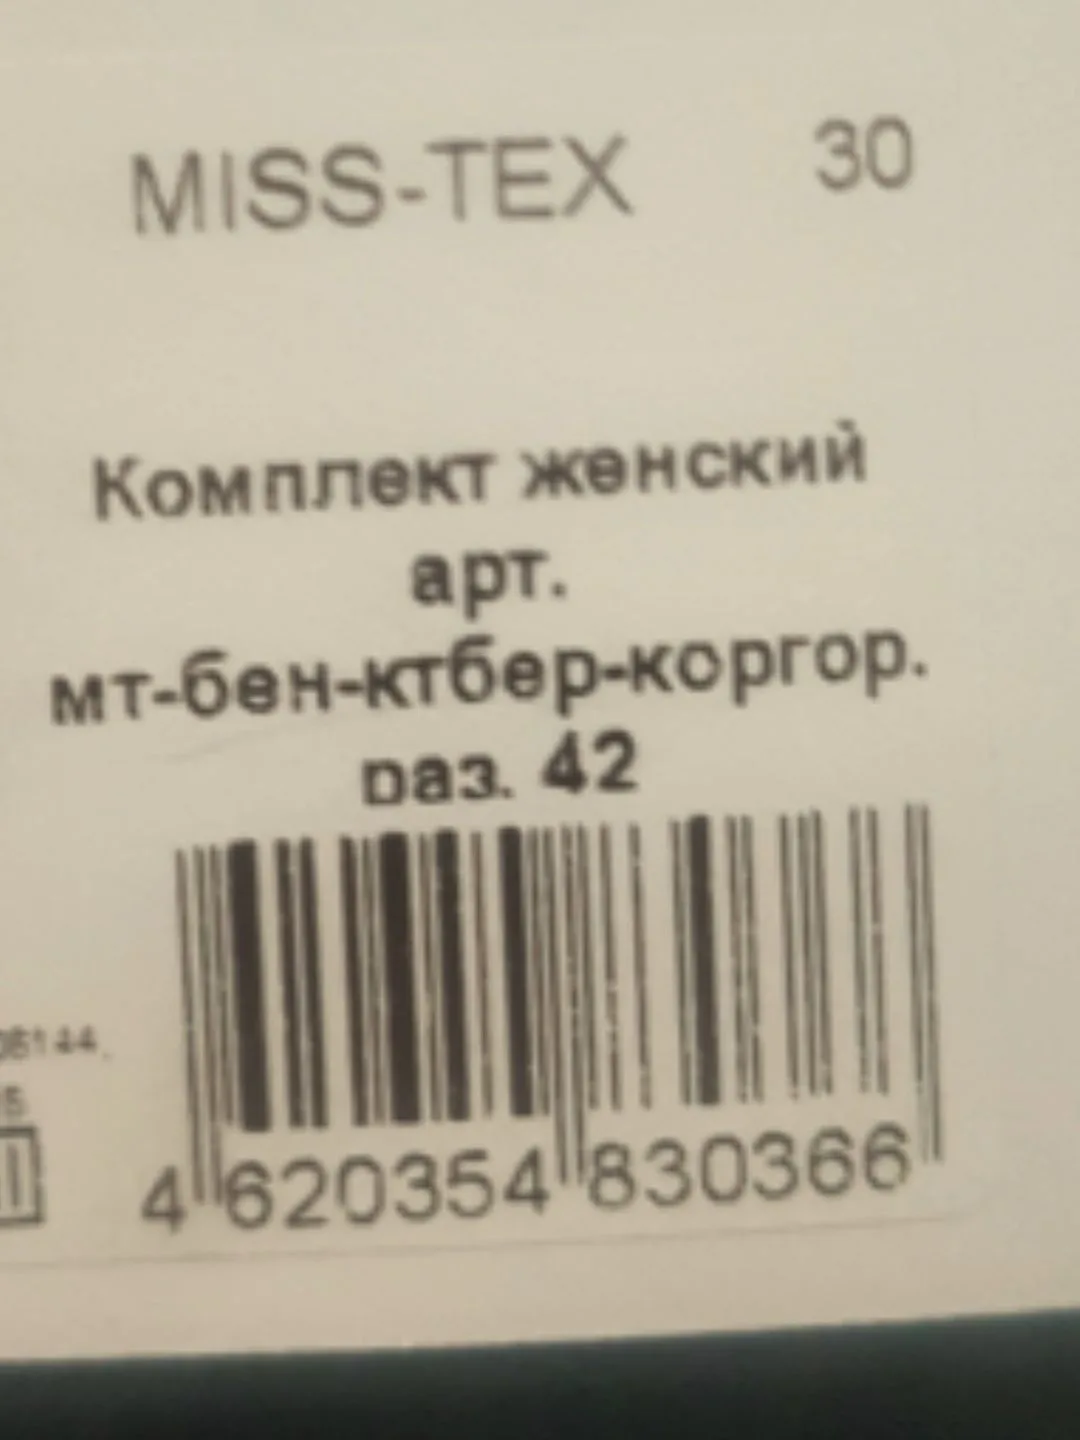 MISS-TEX 30
Комплект женский
арт.
мт-бен-ктбер-коргор.
раз. 42
4 620354 830366